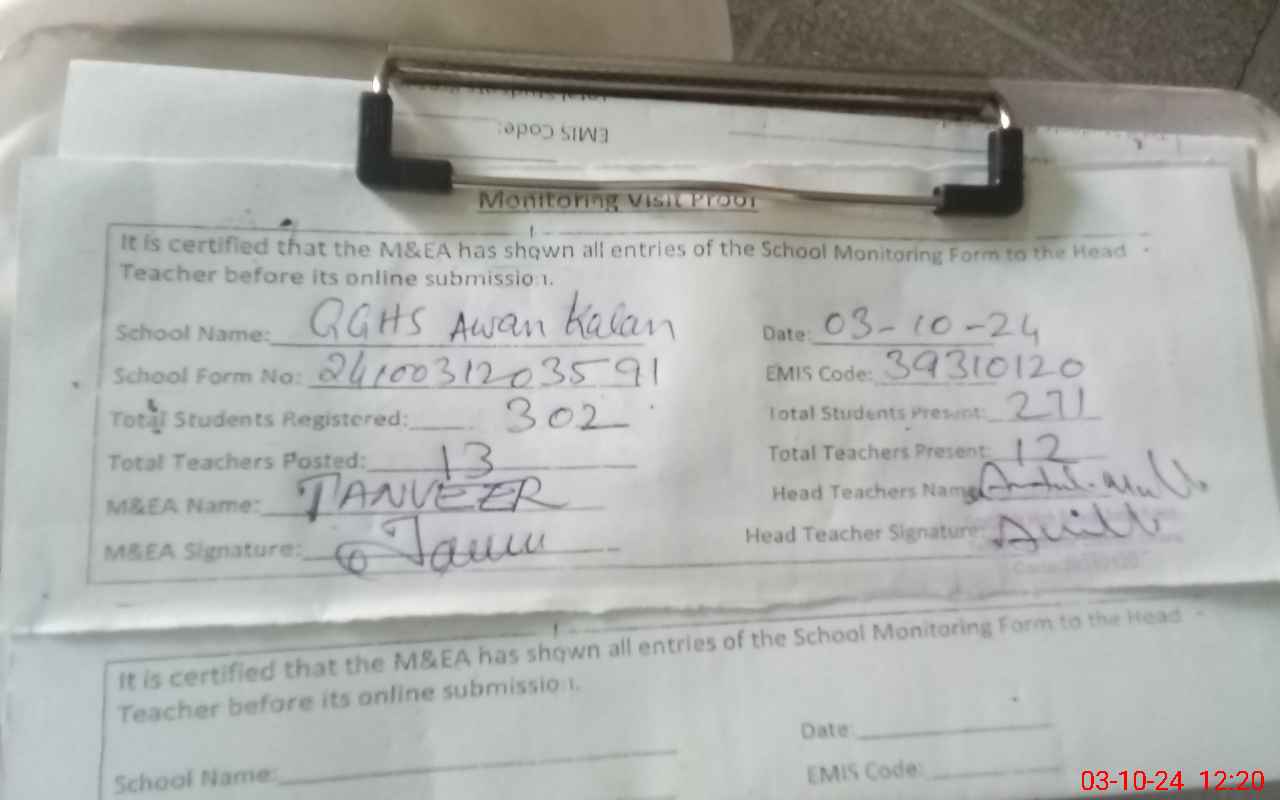 EMIS Code:
Monitoring Visit Proof
It is certified that the M&EA has shown all entries of the School Monitoring Form to the Head
Teacher before its online submission.
School Name: GGHS Awan Kalan Date: 03-10-24
School Form No: 2410031203591 EMIS Code: 39310120
Total Students Registered: 302 Total Students Present: 271
Total Teachers Posted: 13 Total Teachers Present: 12
M&EA Name: TANVEER Head Teachers Name:
M&EA Signature: Head Teacher Signature:
It is certified that the M&EA has shown all entries of the School Monitoring Form to the Head
Teacher before its online submission.
School Name: Date:
EMIS Code:
03-10-24 12:20